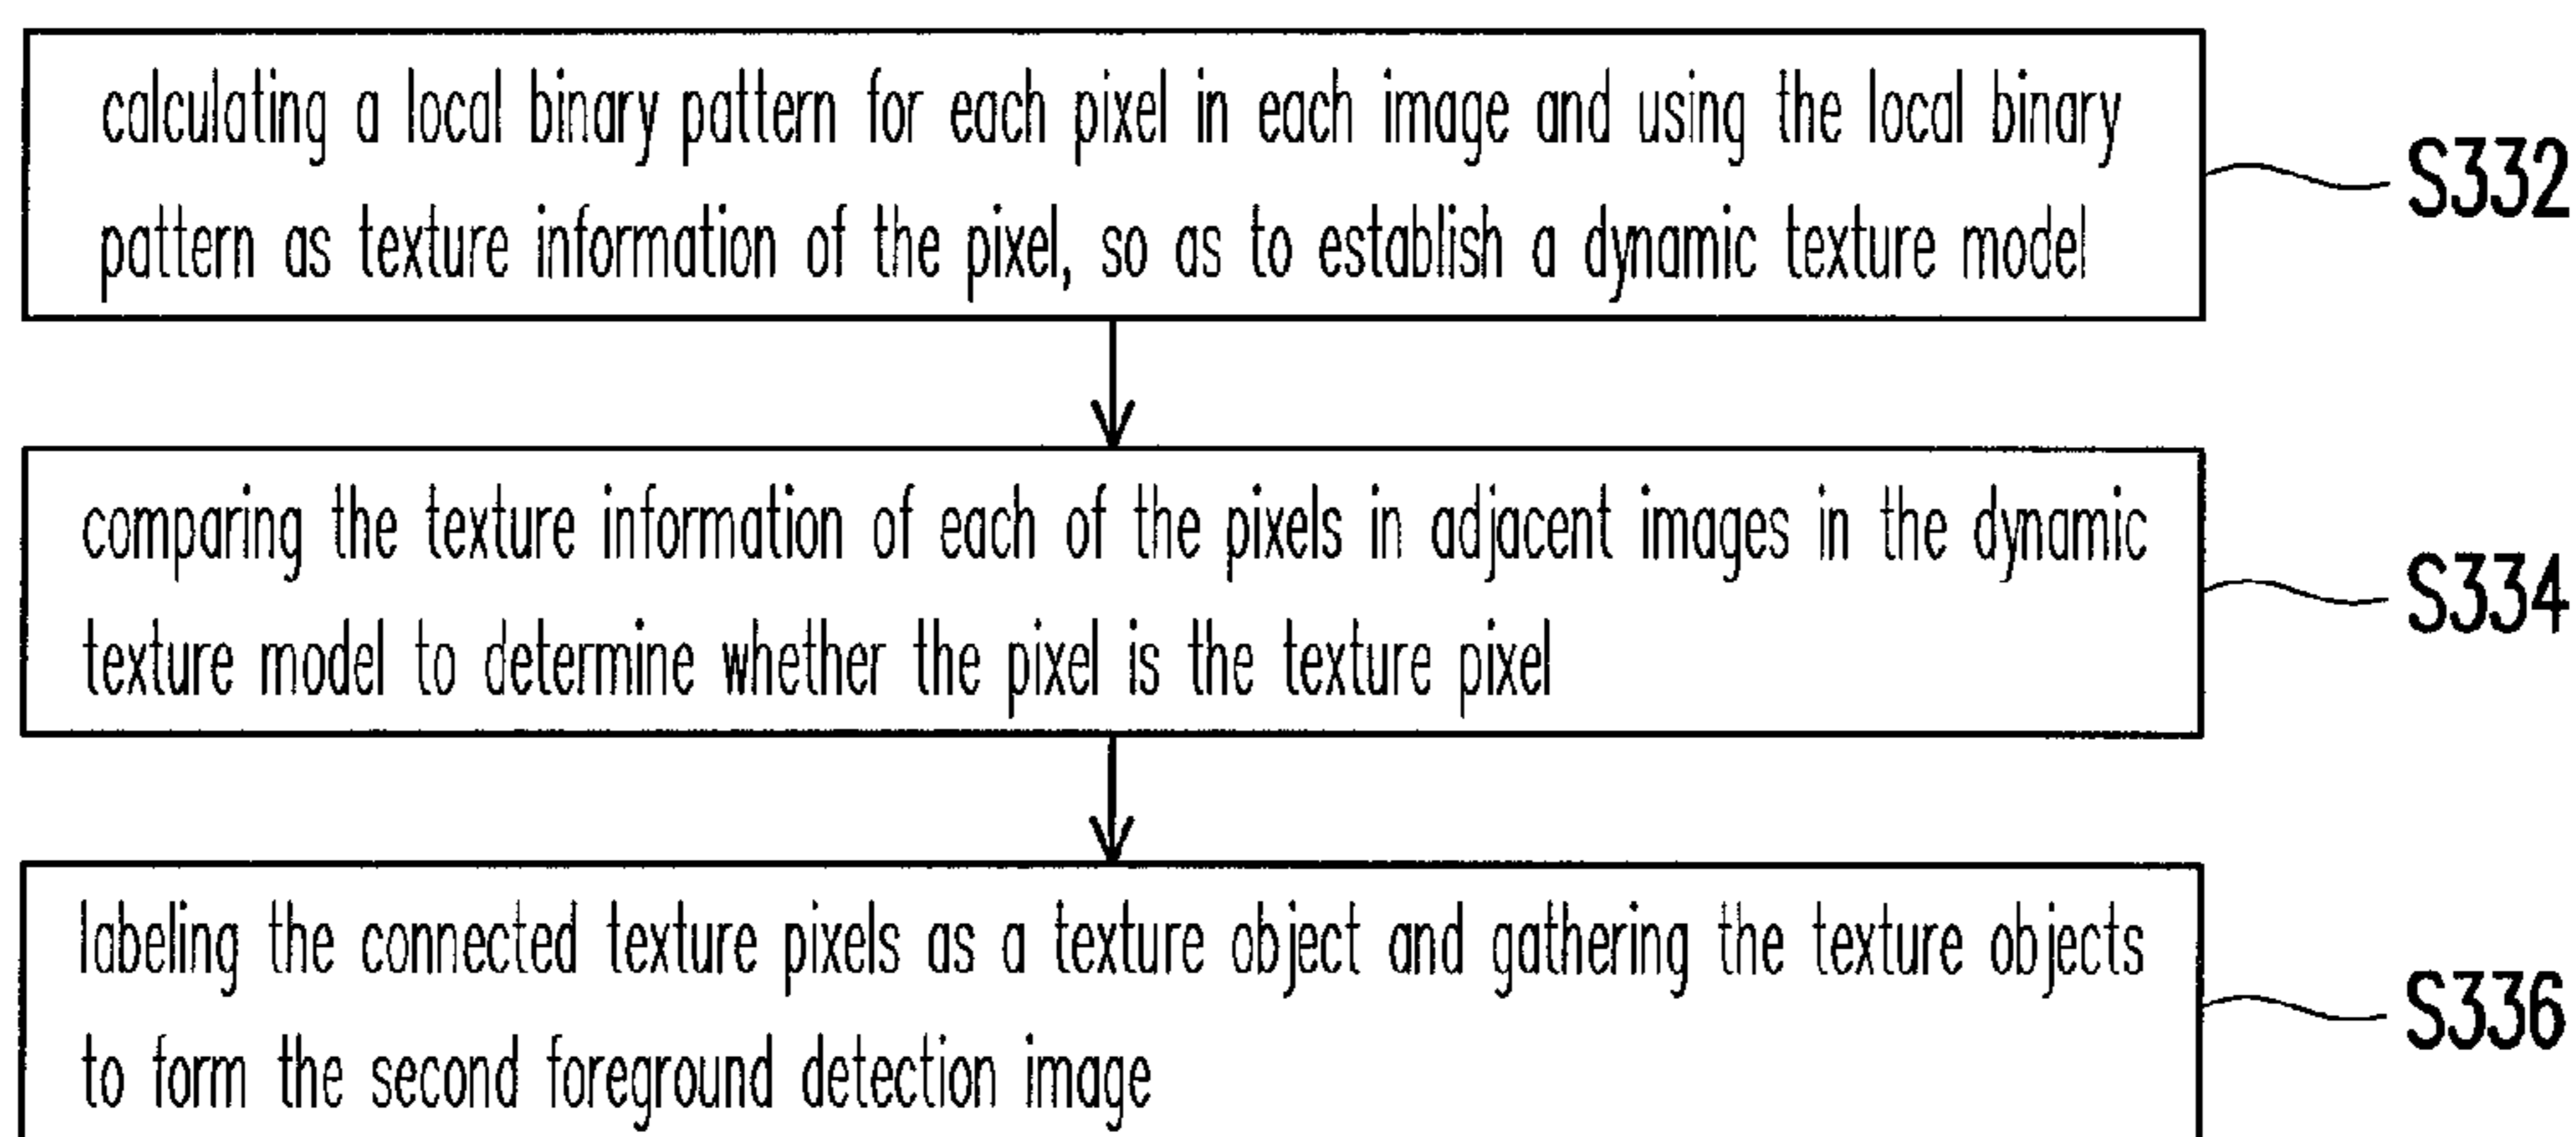 calculating a local binary pattern for each pixel in each image and using the local binary
pattern as texture information of the pixel, so as to establish a dynamic texture model
S332
comparing the texture information of each of the pixels in adjacent images in the dynamic
texture model to determine whether the pixel is the texture pixel
S334
labeling the connected texture pixels as a texture object and gathering the texture objects
to form the second foreground detection image
S336